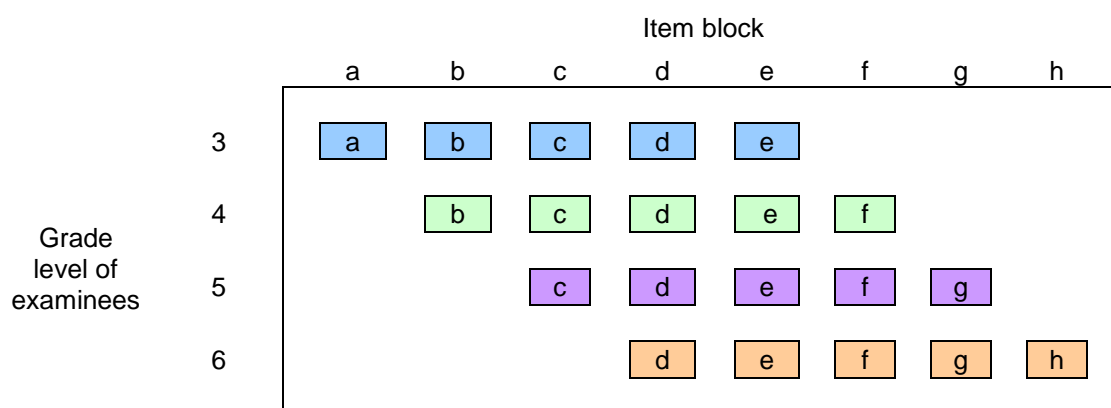 Item block
a b c d e f g h
3 a b c d e
4 b c d e f
Grade
level of
examinees
5 c d e f g
6 d e f g h